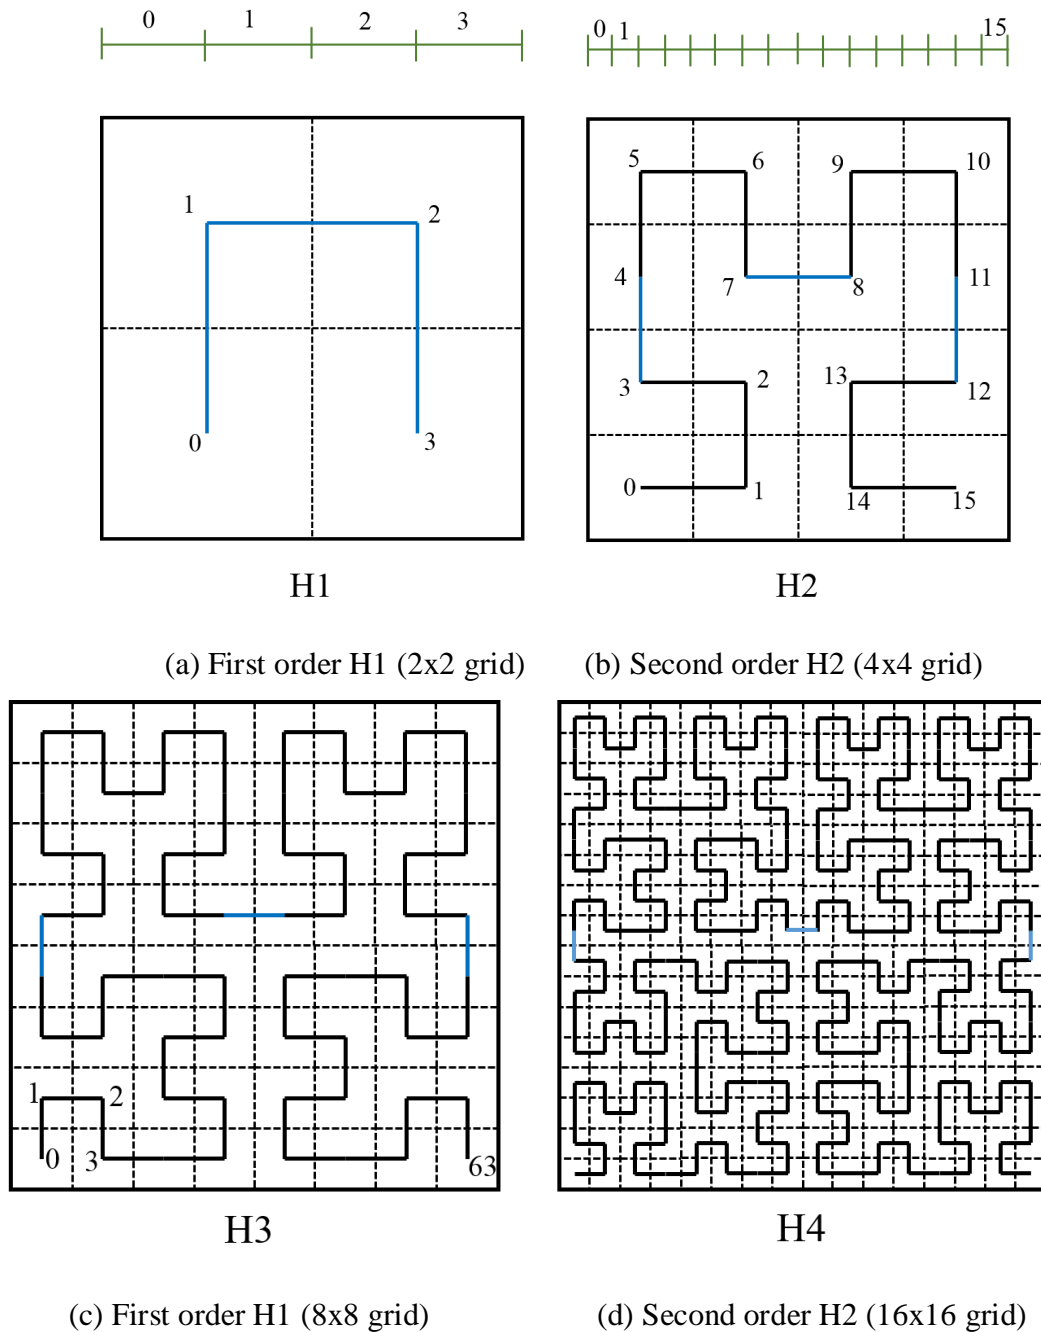 0 1 2 3
0 1 15
1 2
0 3
5 6 9 10
4 7 8 11
3 2 13 12
0 1 14 15
H1 H2
(a) First order H1 (2x2 grid) (b) Second order H2 (4x4 grid)
1 2
0 3 63
H3 H4
(c) First order H1 (8x8 grid) (d) Second order H2 (16x16 grid)